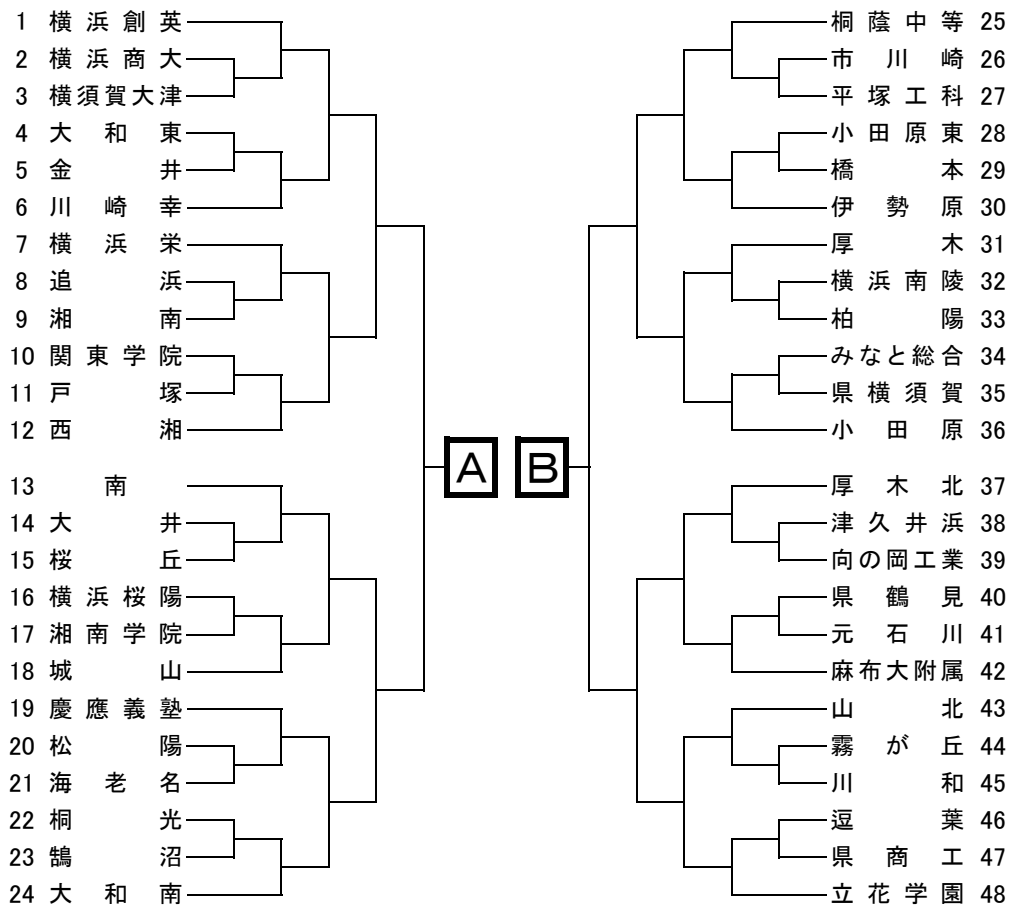 1 横浜創英
2 横浜商大
3 横須賀大津
4 大和東
5 金井
6 川崎幸
7 横浜栄
8 追浜
9 湘南
10 関東学院
11 戸塚
12 西湘
13 南
14 大井
15 桜丘
16 横浜桜陽
17 湘南学院
18 城山
19 慶應義塾
20 松陽
21 海老名
22 桐光
23 鵠沼
24 大和南
A
B
桐蔭中等 25
市川崎 26
平塚工科 27
小田原東 28
橋本 29
伊勢原 30
厚木 31
横浜南陵 32
柏陽 33
みなと総合 34
県横須賀 35
小田原 36
厚木北 37
津久井浜 38
向の岡工業 39
県鶴見 40
元石川 41
麻布大附属 42
山北 43
霧が丘 44
川和 45
逗葉 46
県商工 47
立花学園 48